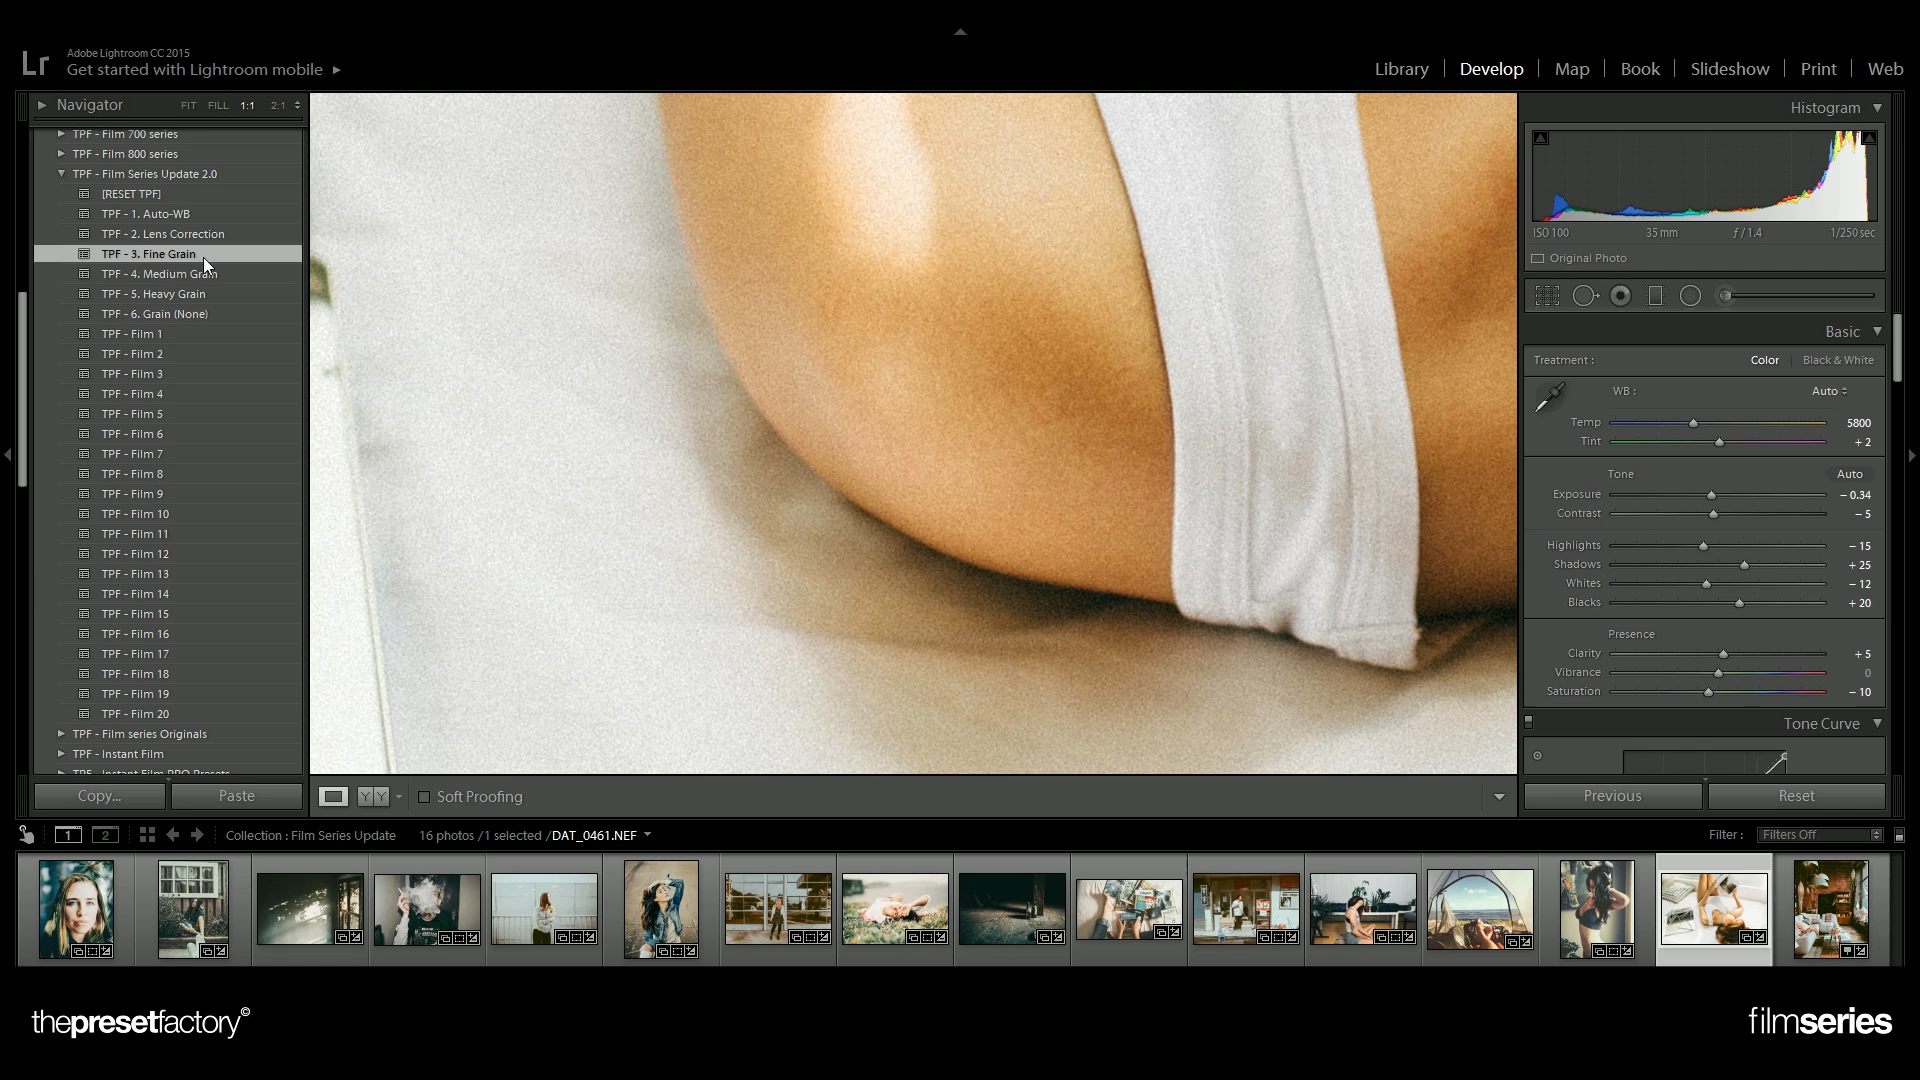 Adobe Lightroom CC 2015
Get started with Lightroom mobile
Lr
Library
Develop
Map
Book
Slideshow
Print
Web
Navigator
FIT FILL 1:1 2:1
TPF - Film 700 series
TPF - Film 800 series
TPF - Film Series Update 2.0
[RESET TPF]
TPF - 1. Auto-WB
TPF - 2. Lens Correction
TPF - 3. Fine Grain
TPF - 4. Medium Grain
TPF - 5. Heavy Grain
TPF - 6. Grain (None)
TPF - Film 1
TPF - Film 2
TPF - Film 3
TPF - Film 4
TPF - Film 5
TPF - Film 6
TPF - Film 7
TPF - Film 8
TPF - Film 9
TPF - Film 10
TPF - Film 11
TPF - Film 12
TPF - Film 13
TPF - Film 14
TPF - Film 15
TPF - Film 16
TPF - Film 17
TPF - Film 18
TPF - Film 19
TPF - Film 20
TPF - Film series Originals
TPF - Instant Film
TPF - Instant Film PRO Presets
Copy... Paste
Soft Proofing
Histogram
ISO 100 35 mm ƒ / 1.4 1/250 sec
Original Photo
Basic
Treatment : Color Black & White
WB : Auto
Temp 5800
Tint + 2
Tone Auto
Exposure − 0.34
Contrast − 5
Highlights − 15
Shadows + 25
Whites − 12
Blacks + 20
Presence
Clarity + 5
Vibrance 0
Saturation − 10
Tone Curve
Previous Reset
1 2
Collection : Film Series Update 16 photos /1 selected /DAT_0461.NEF
Filter : Filters Off
thepresetfactory©
filmseries